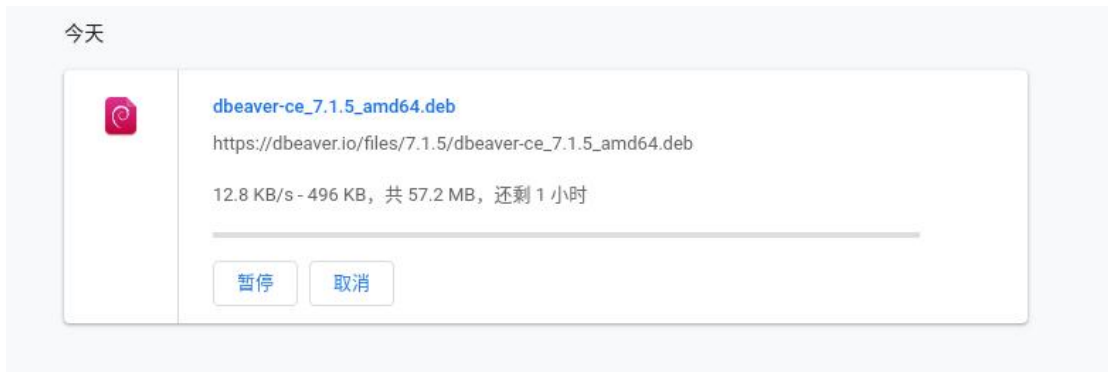 今天
dbeaver-ce_7.1.5_amd64.deb
https://dbeaver.io/files/7.1.5/dbeaver-ce_7.1.5_amd64.deb
12.8 KB/s - 496 KB，共 57.2 MB，还剩 1 小时
暂停 取消